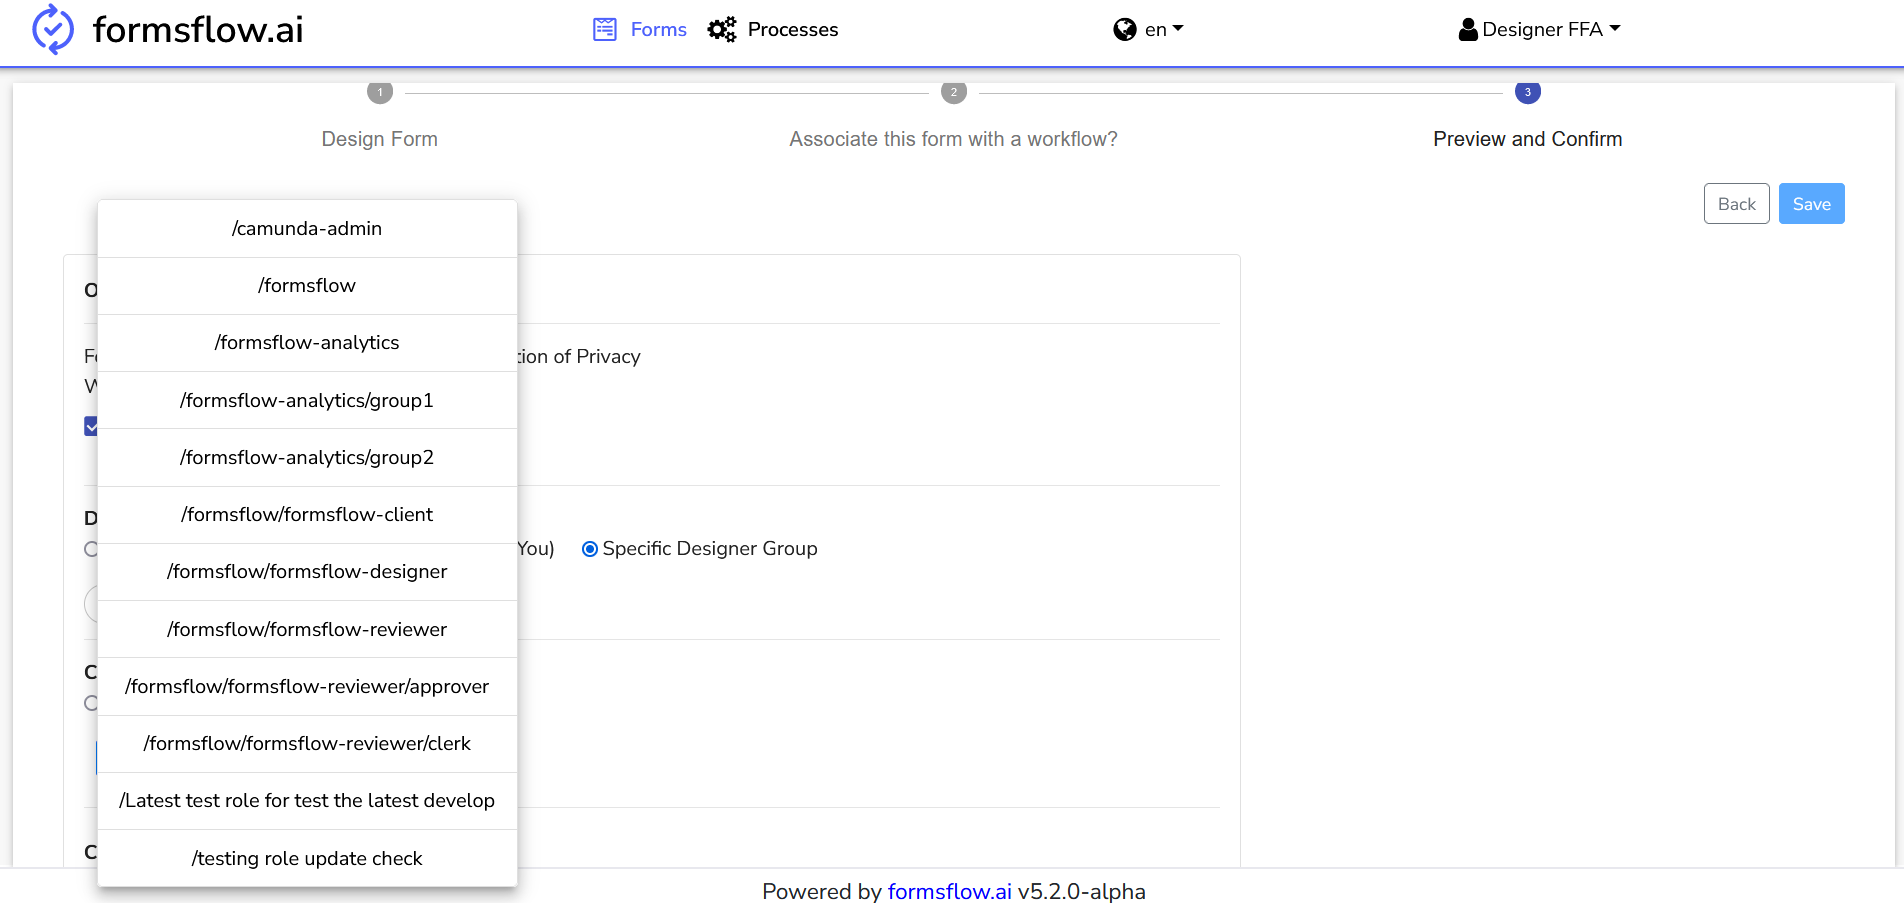 formsflow.ai
Forms
Processes
en
Designer FFA
1
2
3
Design Form
Associate this form with a workflow?
Preview and Confirm
Back
Save
/camunda-admin
/formsflow
/formsflow-analytics
/formsflow-analytics/group1
/formsflow-analytics/group2
/formsflow/formsflow-client
/formsflow/formsflow-designer
/formsflow/formsflow-reviewer
/formsflow/formsflow-reviewer/approver
/formsflow/formsflow-reviewer/clerk
/Latest test role for test the latest develop
/testing role update check
of Privacy
You)
Specific Designer Group
Powered by formsflow.ai v5.2.0-alpha